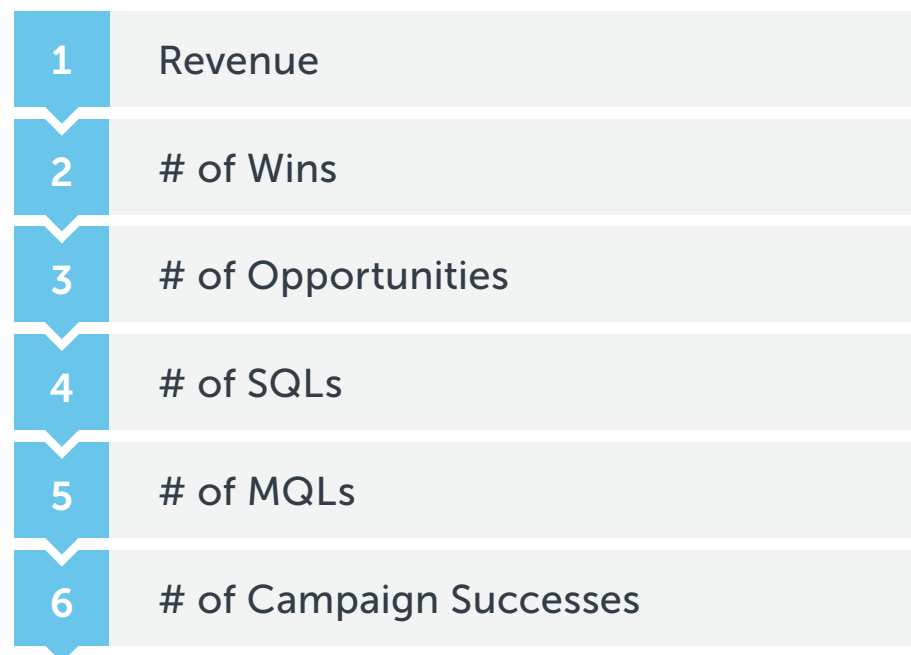 1 Revenue
2 # of Wins
3 # of Opportunities
4 # of SQLs
5 # of MQLs
6 # of Campaign Successes